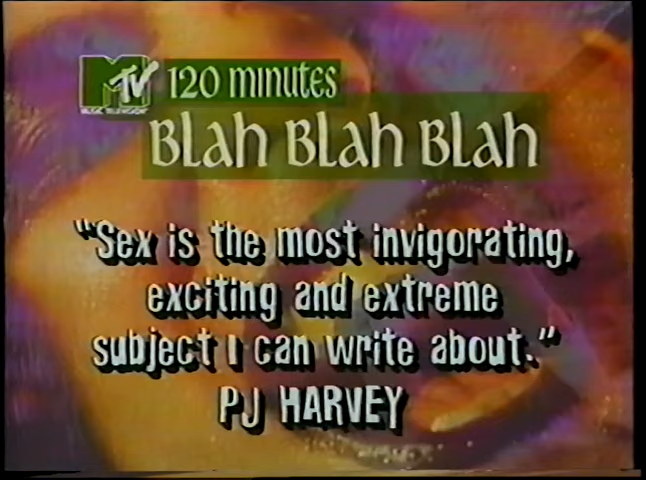 MTV 120 minutes
MUSIC TELEVISION
BLah BLah BLah
"Sex is the most invigorating,
exciting and extreme
subject I can write about."
PJ HARVEY